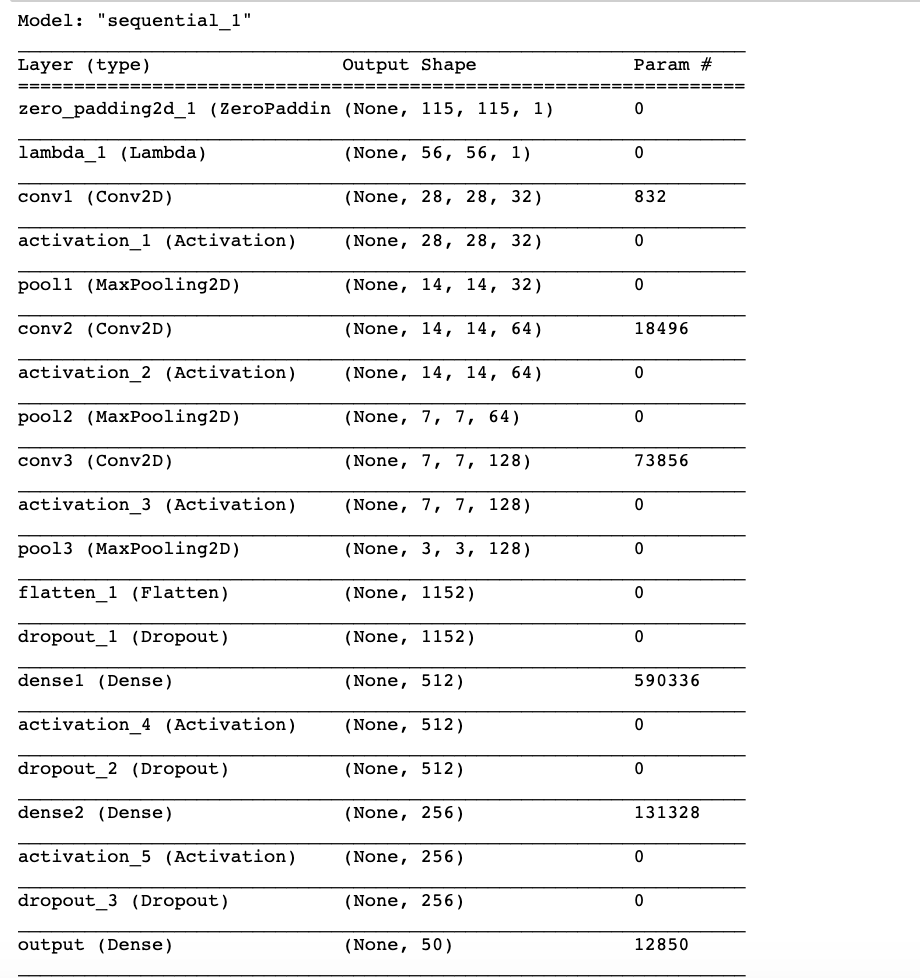 Model: "sequential_1"
Layer (type) Output Shape Param #
=================================================================
zero_padding2d_1 (ZeroPaddin (None, 115, 115, 1) 0
lambda_1 (Lambda) (None, 56, 56, 1) 0
conv1 (Conv2D) (None, 28, 28, 32) 832
activation_1 (Activation) (None, 28, 28, 32) 0
pool1 (MaxPooling2D) (None, 14, 14, 32) 0
conv2 (Conv2D) (None, 14, 14, 64) 18496
activation_2 (Activation) (None, 14, 14, 64) 0
pool2 (MaxPooling2D) (None, 7, 7, 64) 0
conv3 (Conv2D) (None, 7, 7, 128) 73856
activation_3 (Activation) (None, 7, 7, 128) 0
pool3 (MaxPooling2D) (None, 3, 3, 128) 0
flatten_1 (Flatten) (None, 1152) 0
dropout_1 (Dropout) (None, 1152) 0
dense1 (Dense) (None, 512) 590336
activation_4 (Activation) (None, 512) 0
dropout_2 (Dropout) (None, 512) 0
dense2 (Dense) (None, 256) 131328
activation_5 (Activation) (None, 256) 0
dropout_3 (Dropout) (None, 256) 0
output (Dense) (None, 50) 12850